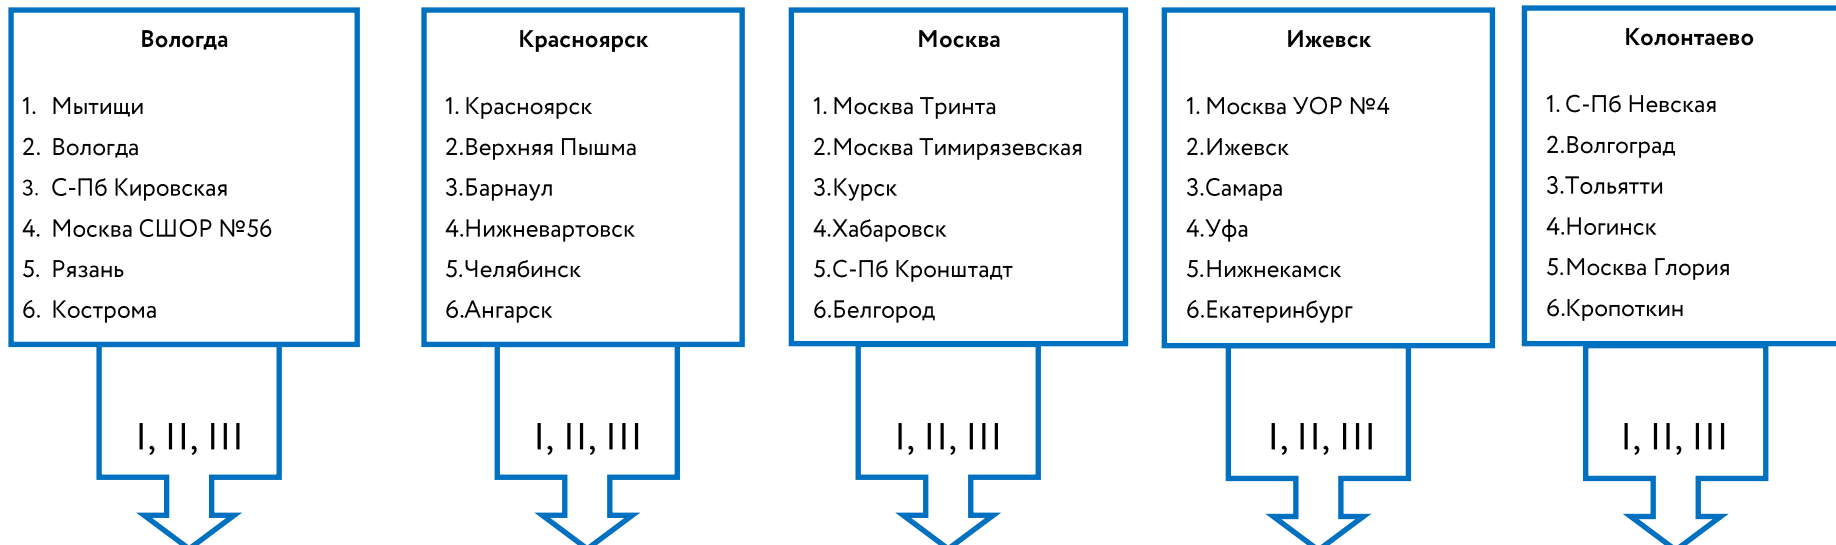 Вологда
1. Мытищи
2. Вологда
3. С-Пб Кировская
4. Москва СШОР №56
5. Рязань
6. Кострома
I, II, III
Красноярск
1. Красноярск
2.Верхняя Пышма
3.Барнаул
4.Нижневартовск
5.Челябинск
6.Ангарск
I, II, III
Москва
1. Москва Тринта
2.Москва Тимирязевская
3.Курск
4.Хабаровск
5.С-Пб Кронштадт
6.Белгород
I, II, III
Ижевск
1. Москва УОР №4
2.Ижевск
3.Самара
4.Уфа
5.Нижнекамск
6.Екатеринбург
I, II, III
Колонтаево
1. С-Пб Невская
2.Волгоград
3.Тольятти
4.Ногинск
5.Москва Глория
6.Кропоткин
I, II, III